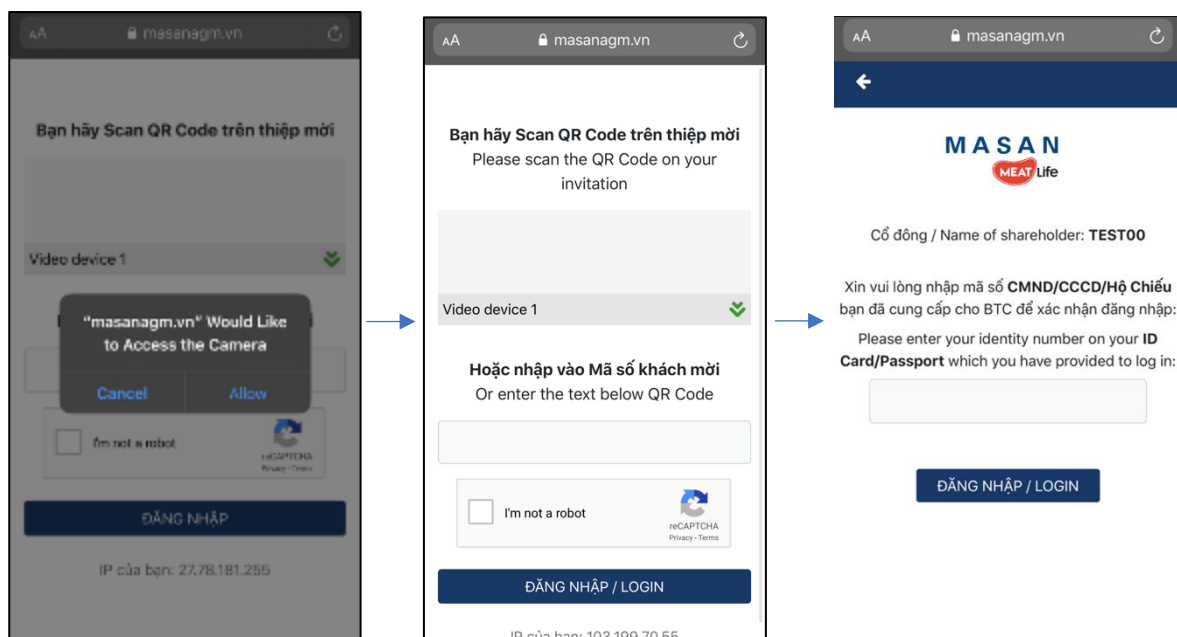 AA masanagm.vn
Bạn hãy Scan QR Code trên thiệp mời
Video device 1
"masanagm.vn" Would Like
to Access the Camera
Cancel Allow
I'm not a robot
reCAPTCHA
Privacy - Terms
ĐĂNG NHẬP
IP của bạn: 27.78.181.255
AA masanagm.vn
Bạn hãy Scan QR Code trên thiệp mời
Please scan the QR Code on your
invitation
Video device 1
Hoặc nhập vào Mã số khách mời
Or enter the text below QR Code
I'm not a robot
reCAPTCHA
Privacy - Terms
ĐĂNG NHẬP / LOGIN
IP của bạn: 103.199.70.55
AA masanagm.vn
MASAN
MEAT Life
Cổ đông / Name of shareholder: TEST00
Xin vui lòng nhập mã số CMND/CCCD/Hộ Chiếu
bạn đã cung cấp cho BTC để xác nhận đăng nhập:
Please enter your identity number on your ID
Card/Passport which you have provided to log in:
ĐĂNG NHẬP / LOGIN